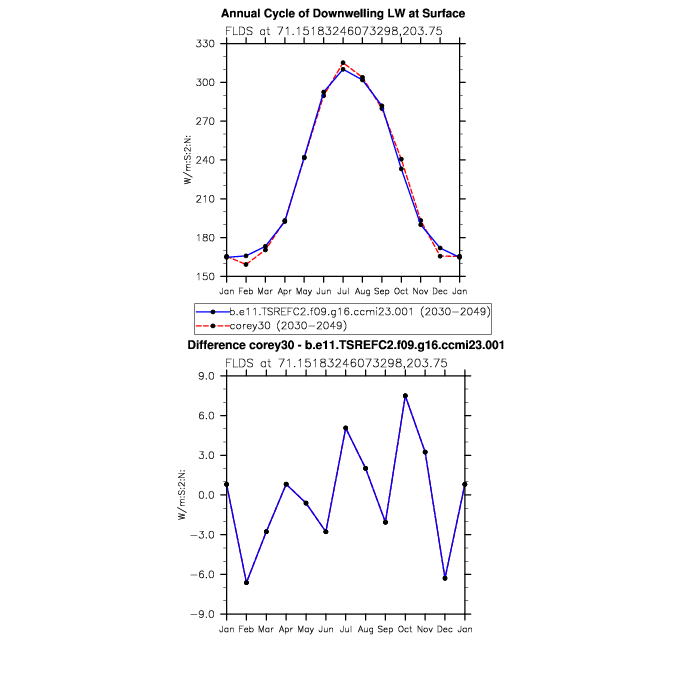 Annual Cycle of Downwelling LW at Surface
FLDS at 71.15183246073298,203.75
330
300
270
240
210
180
150
W/m:S:2:N:
Jan Feb Mar Apr May Jun Jul Aug Sep Oct Nov Dec Jan
b.e11.TSREFC2.f09.g16.ccmi23.001 (2030-2049)
corey30 (2030-2049)
Difference corey30 - b.e11.TSREFC2.f09.g16.ccmi23.001
FLDS at 71.15183246073298,203.75
9.0
6.0
3.0
0.0
-3.0
-6.0
-9.0
W/m:S:2:N:
Jan Feb Mar Apr May Jun Jul Aug Sep Oct Nov Dec Jan